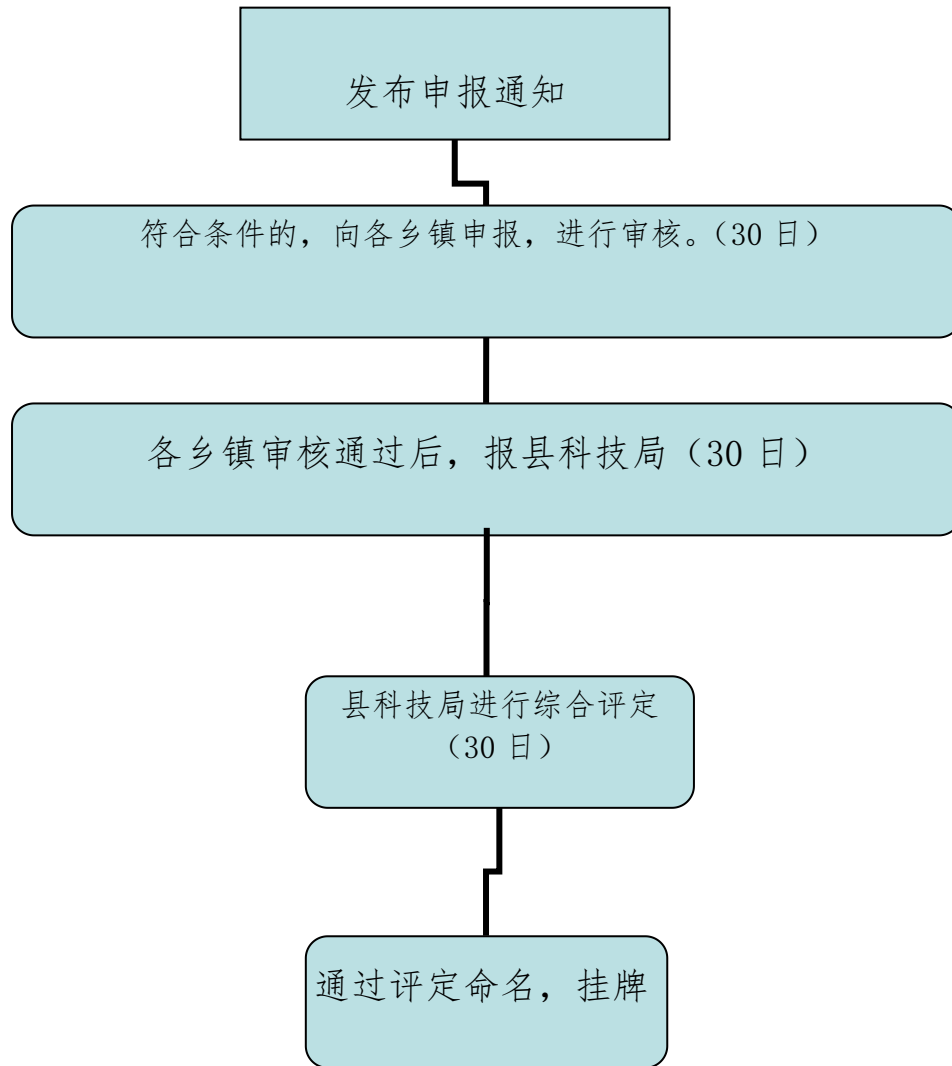 发布申报通知
符合条件的，向各乡镇申报，进行审核。（30 日）
各乡镇审核通过后，报县科技局（30 日）
县科技局进行综合评定
（30 日）
通过评定命名，挂牌